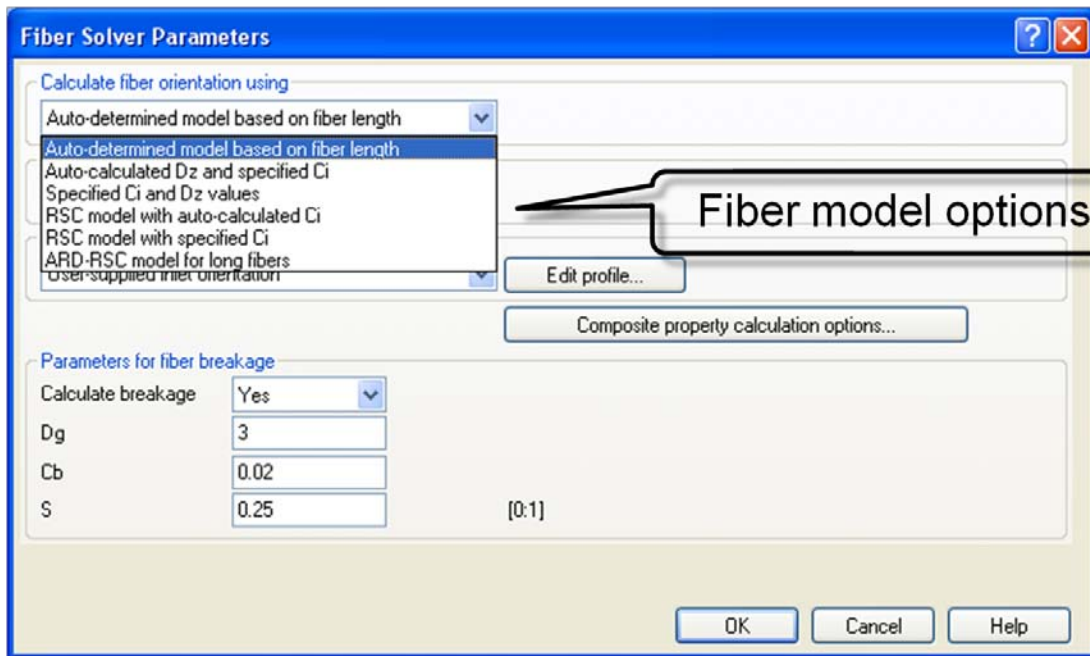 Fiber Solver Parameters
Calculate fiber orientation using
Auto-determined model based on fiber length
Auto-determined model based on fiber length
Auto-calculated Dz and specified Ci
Specified Ci and Dz values
RSC model with auto-calculated Ci
RSC model with specified Ci
ARD-RSC model for long fibers
Fiber model options
User-supplied inlet orientation
Edit profile...
Composite property calculation options...
Parameters for fiber breakage
Calculate breakage Yes
Dg 3
Cb 0.02
S 0.25 [0:1]
OK Cancel Help